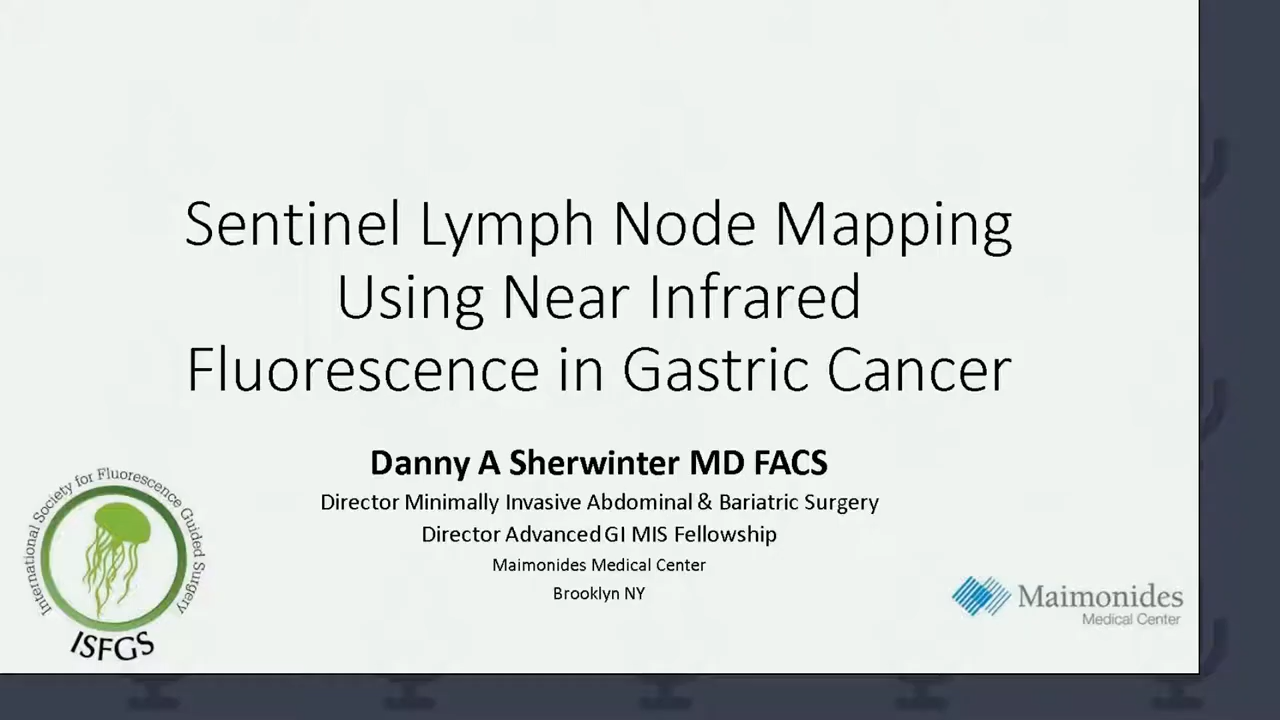 Sentinel Lymph Node Mapping
Using Near Infrared
Fluorescence in Gastric Cancer
Danny A Sherwinter MD FACS
Director Minimally Invasive Abdominal & Bariatric Surgery
Director Advanced GI MIS Fellowship
Maimonides Medical Center
Brooklyn NY
International Society for Fluorescence Guided Surgery
ISFGS
Maimonides
Medical Center